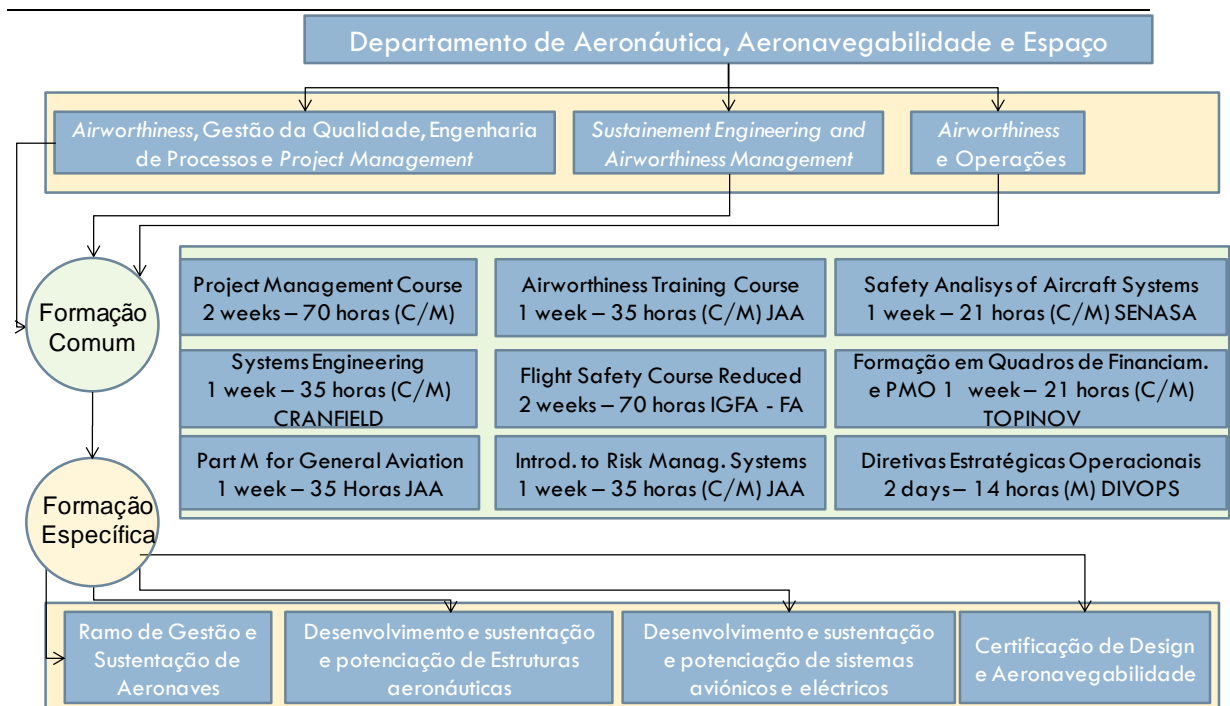 Departamento de Aeronáutica, Aeronavegabilidade e Espaço
Airworthiness, Gestão da Qualidade, Engenharia
de Processos e Project Management
Sustainement Engineering and
Airworthiness Management
Airworthiness
e Operações
Formação
Comum
Project Management Course
2 weeks – 70 horas (C/M)
Airworthiness Training Course
1 week – 35 horas (C/M) JAA
Safety Analisys of Aircraft Systems
1 week – 21 horas (C/M) SENASA
Systems Engineering
1 week – 35 horas (C/M)
CRANFIELD
Flight Safety Course Reduced
2 weeks – 70 horas IGFA - FA
Formação em Quadros de Financiam.
e PMO 1 week – 21 horas (C/M)
TOPINOV
Part M for General Aviation
1 week – 35 Horas JAA
Introd. to Risk Manag. Systems
1 week – 35 horas (C/M) JAA
Diretivas Estratégicas Operacionais
2 days – 14 horas (M) DIVOPS
Formação
Específica
Ramo de Gestão e
Sustentação de
Aeronaves
Desenvolvimento e sustentação
e potenciação de Estruturas
aeronáuticas
Desenvolvimento e sustentação
e potenciação de sistemas
aviónicos e eléctricos
Certificação de Design
e Aeronavegabilidade